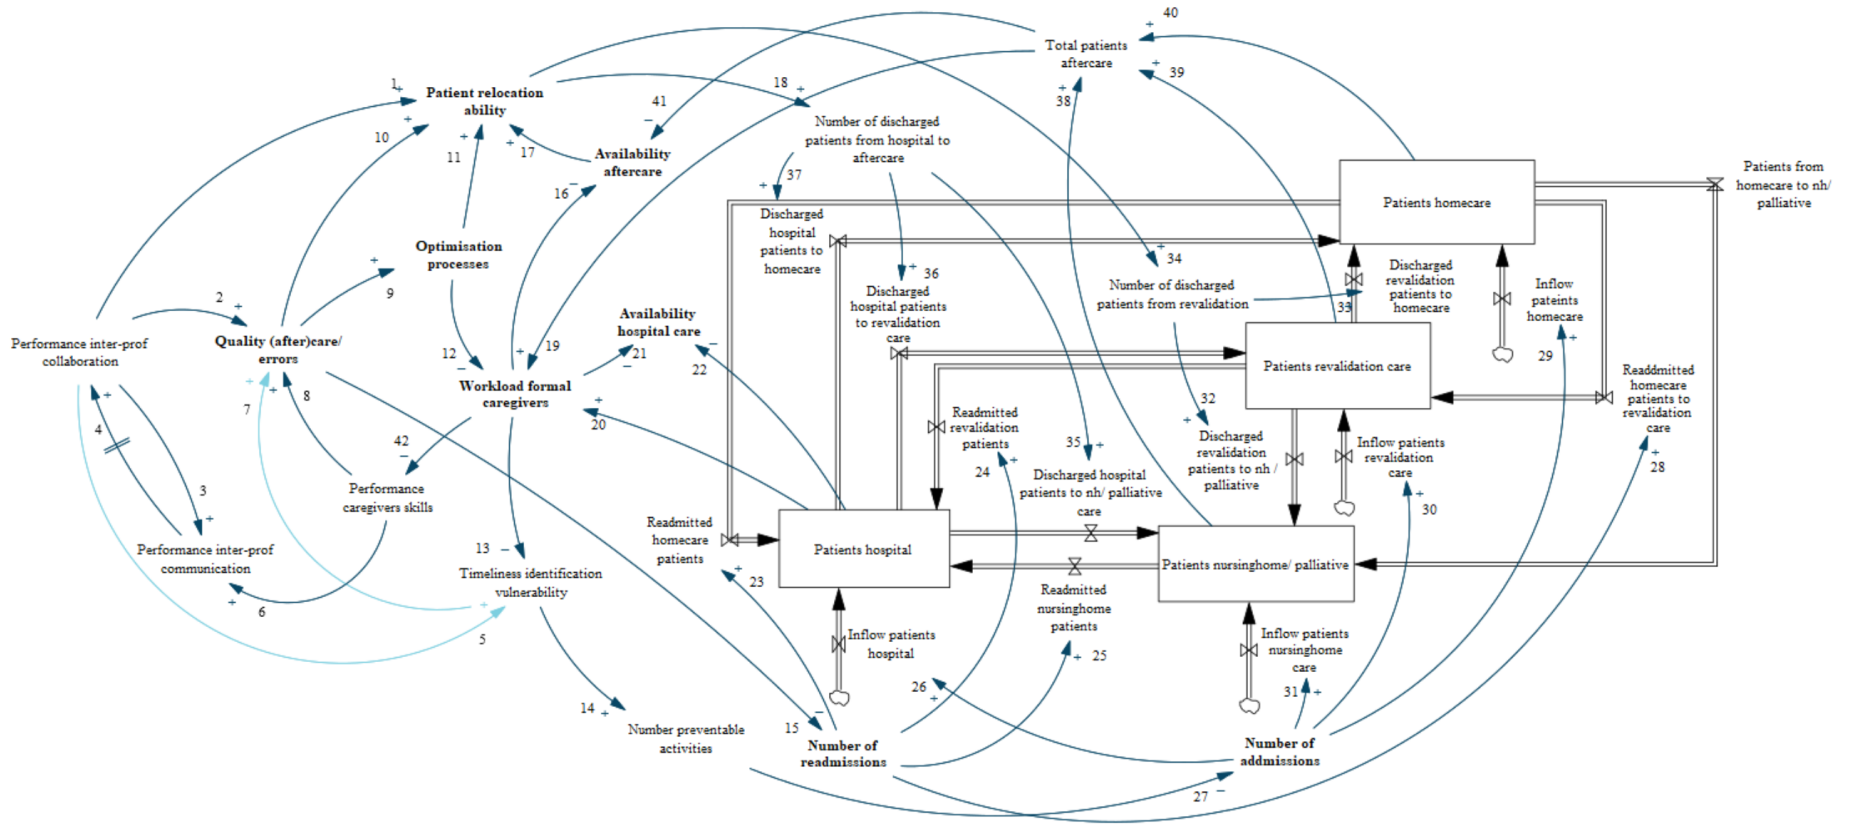 40
+
Total patients
aftercare
+
39
+
38
1
+
Patient relocation
ability
18
+
41
−
Number of discharged
patients from hospital to
aftercare
+
10
+
11
+
17
Availability
aftercare
16
−
Patients from
homecare to nh/
palliative
37
+
Patients homecare
Discharged
hospital
patients to
homecare
Optimisation
processes
+
9
+
34
+
36
Number of discharged
patients from revalidation
Discharged
revalidation
patients to
homecare
33
Inflow
pateints
homecare
+
29
Discharged
hospital patients
to revalidation
care
2
+
Availability
hospital care
21
−
−
22
Performance inter-prof
collaboration
Quality (after)care/
errors
12
−
+
19
Workload formal
caregivers
Patients revalidation care
Readdmitted
homecare
patients to
revalidation
care
+
28
+
7
+
8
+
4
+
20
42
−
Readmitted
revalidation
patients
+
24
35
+
32
+
Discharged
revalidation
patients to nh /
palliative
Inflow patients
revalidation
care
+
30
3
+
Performance
caregivers skills
Discharged hospital
patients to nh/ palliative
care
Readmitted
homecare
patients
Patients hospital
Patients nursinghome/ palliative
Performance inter-prof
communication
13
−
Timeliness identification
vulnerability
+
6
+
5
+
23
Readmitted
nursinghome
patients
+
25
Inflow patients
hospital
Inflow patients
nursinghome
care
31
+
26
+
14
+
Number preventable
activities
15
−
Number of
readmissions
Number of
addmissions
27
−